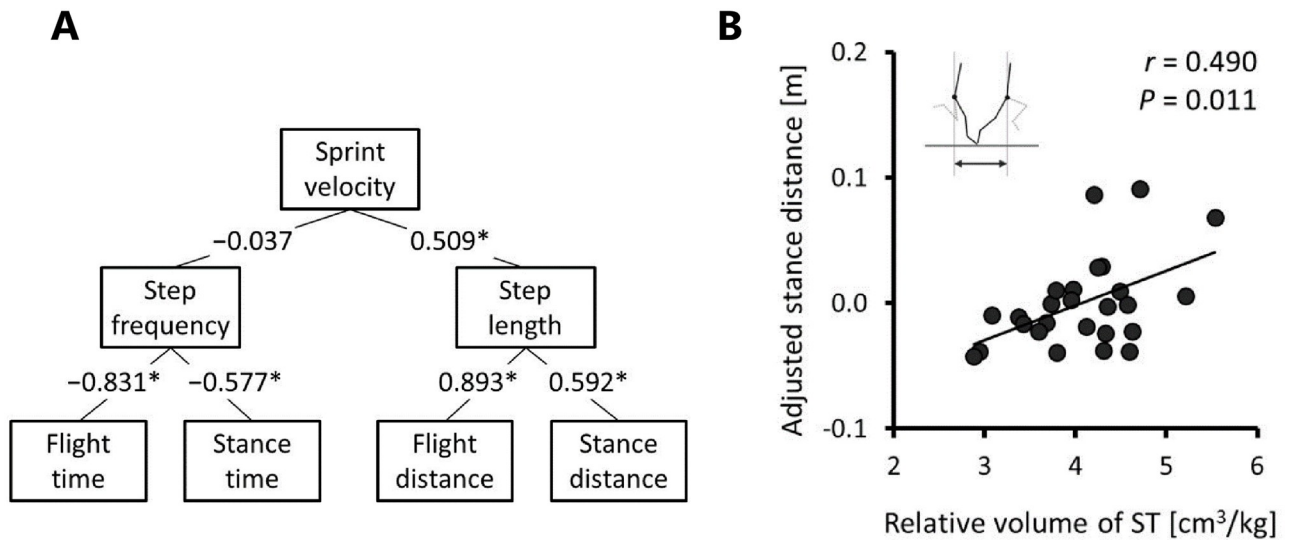 A
Sprint
velocity
−0.037
0.509*
Step
frequency
Step
length
−0.831*
−0.577*
0.893*
0.592*
Flight
time
Stance
time
Flight
distance
Stance
distance
B
r = 0.490
P = 0.011
Adjusted stance distance [m]
0.2
0.1
0.0
-0.1
2
3
4
5
6
Relative volume of ST [cm³/kg]